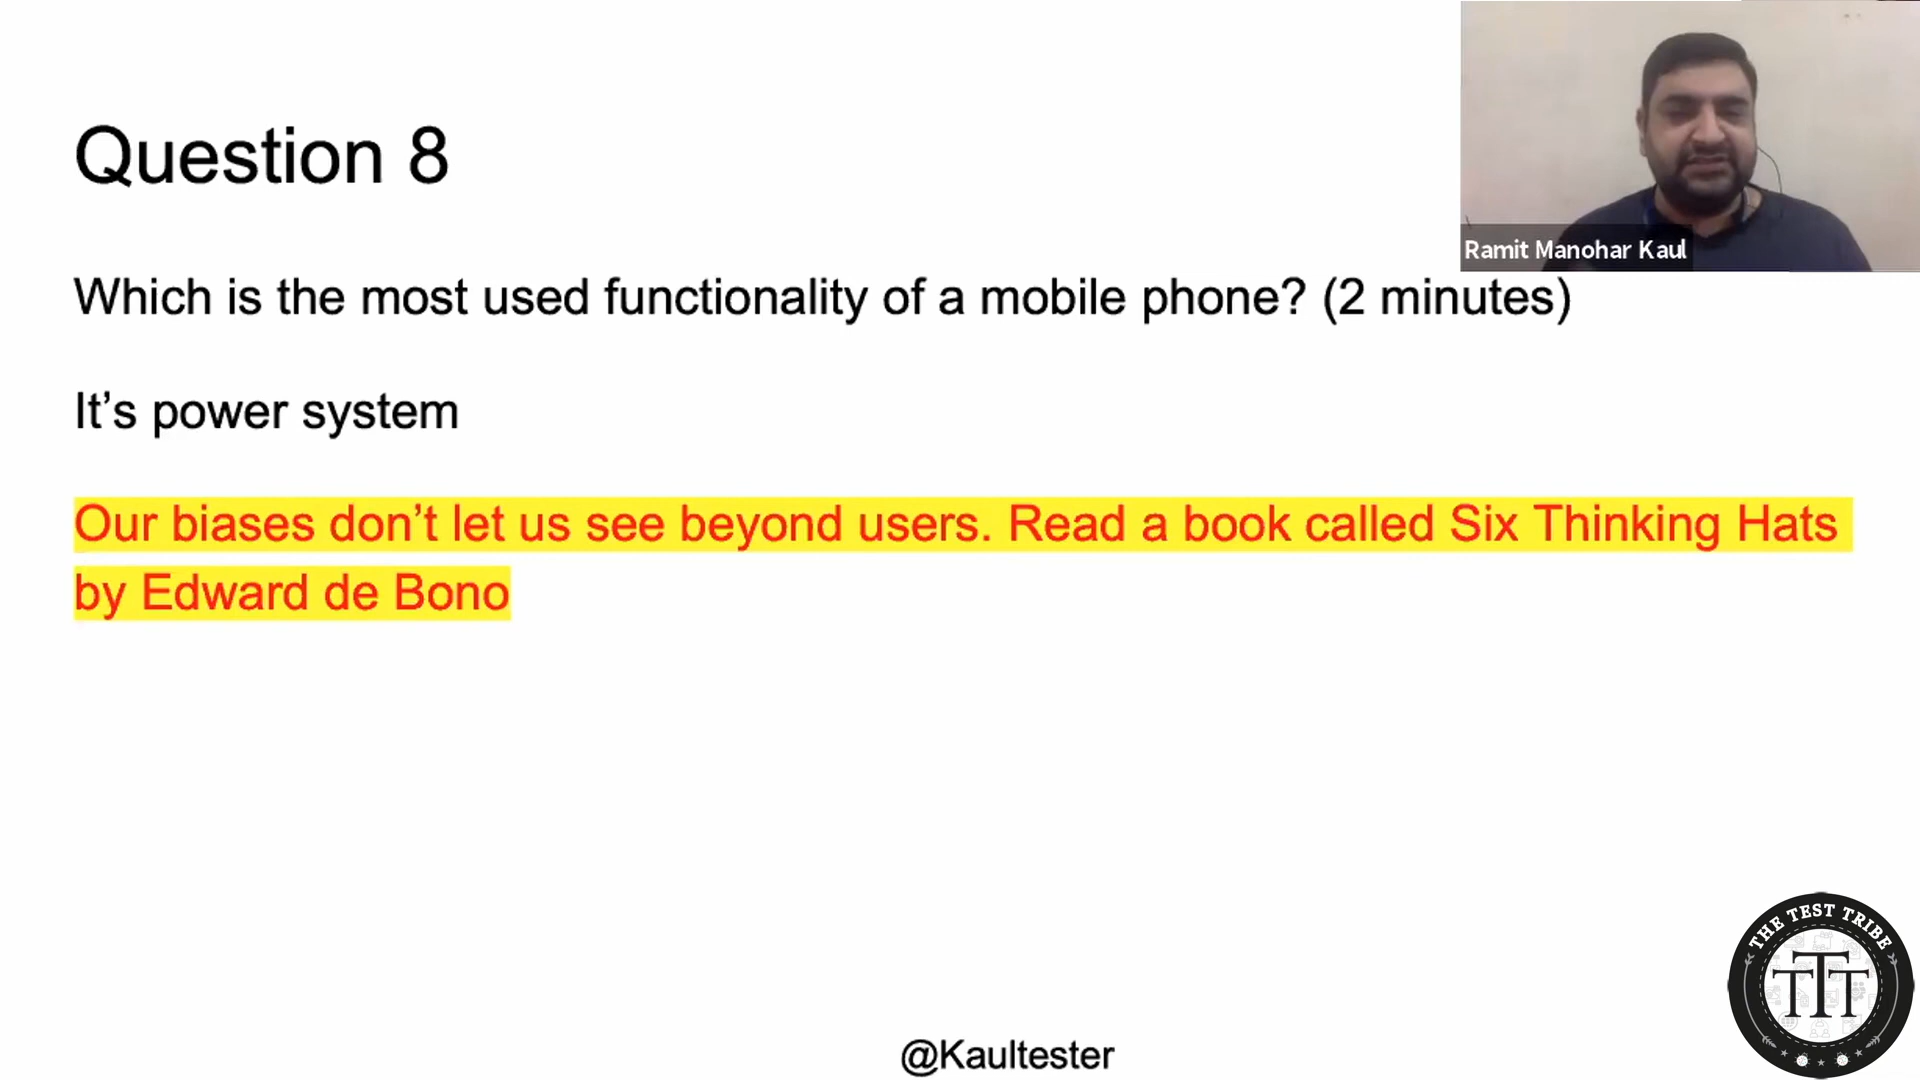 Question 8
Ramit Manohar Kaul
Which is the most used functionality of a mobile phone? (2 minutes)
It’s power system
Our biases don’t let us see beyond users. Read a book called Six Thinking Hats
by Edward de Bono
THE TEST TRIBE
TTT
@Kaultester